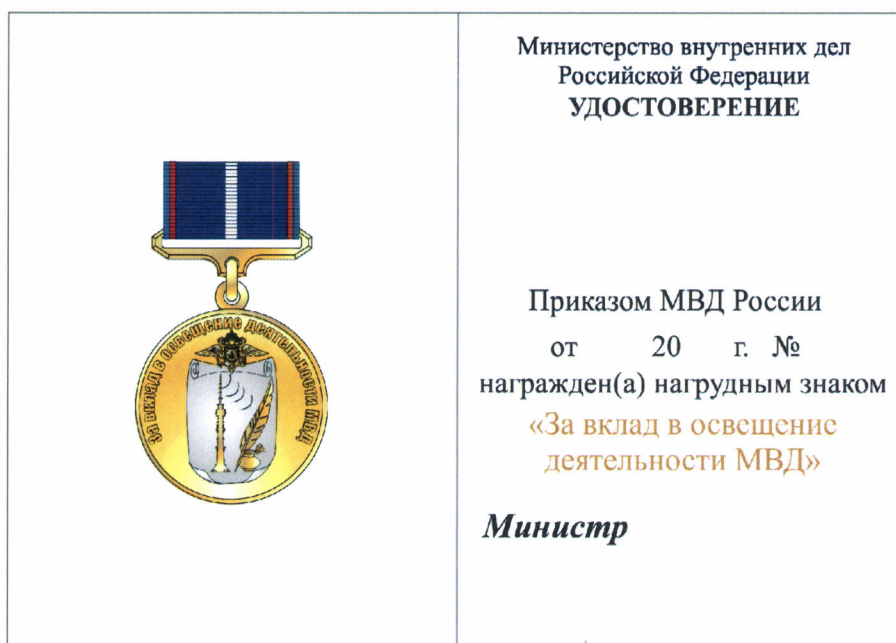 За вклад в освещение деятельности МВД
Министерство внутренних дел
Российской Федерации
УДОСТОВЕРЕНИЕ
Приказом МВД России
от 20 г. №
награжден(а) нагрудным знаком
«За вклад в освещение
деятельности МВД»
Министр